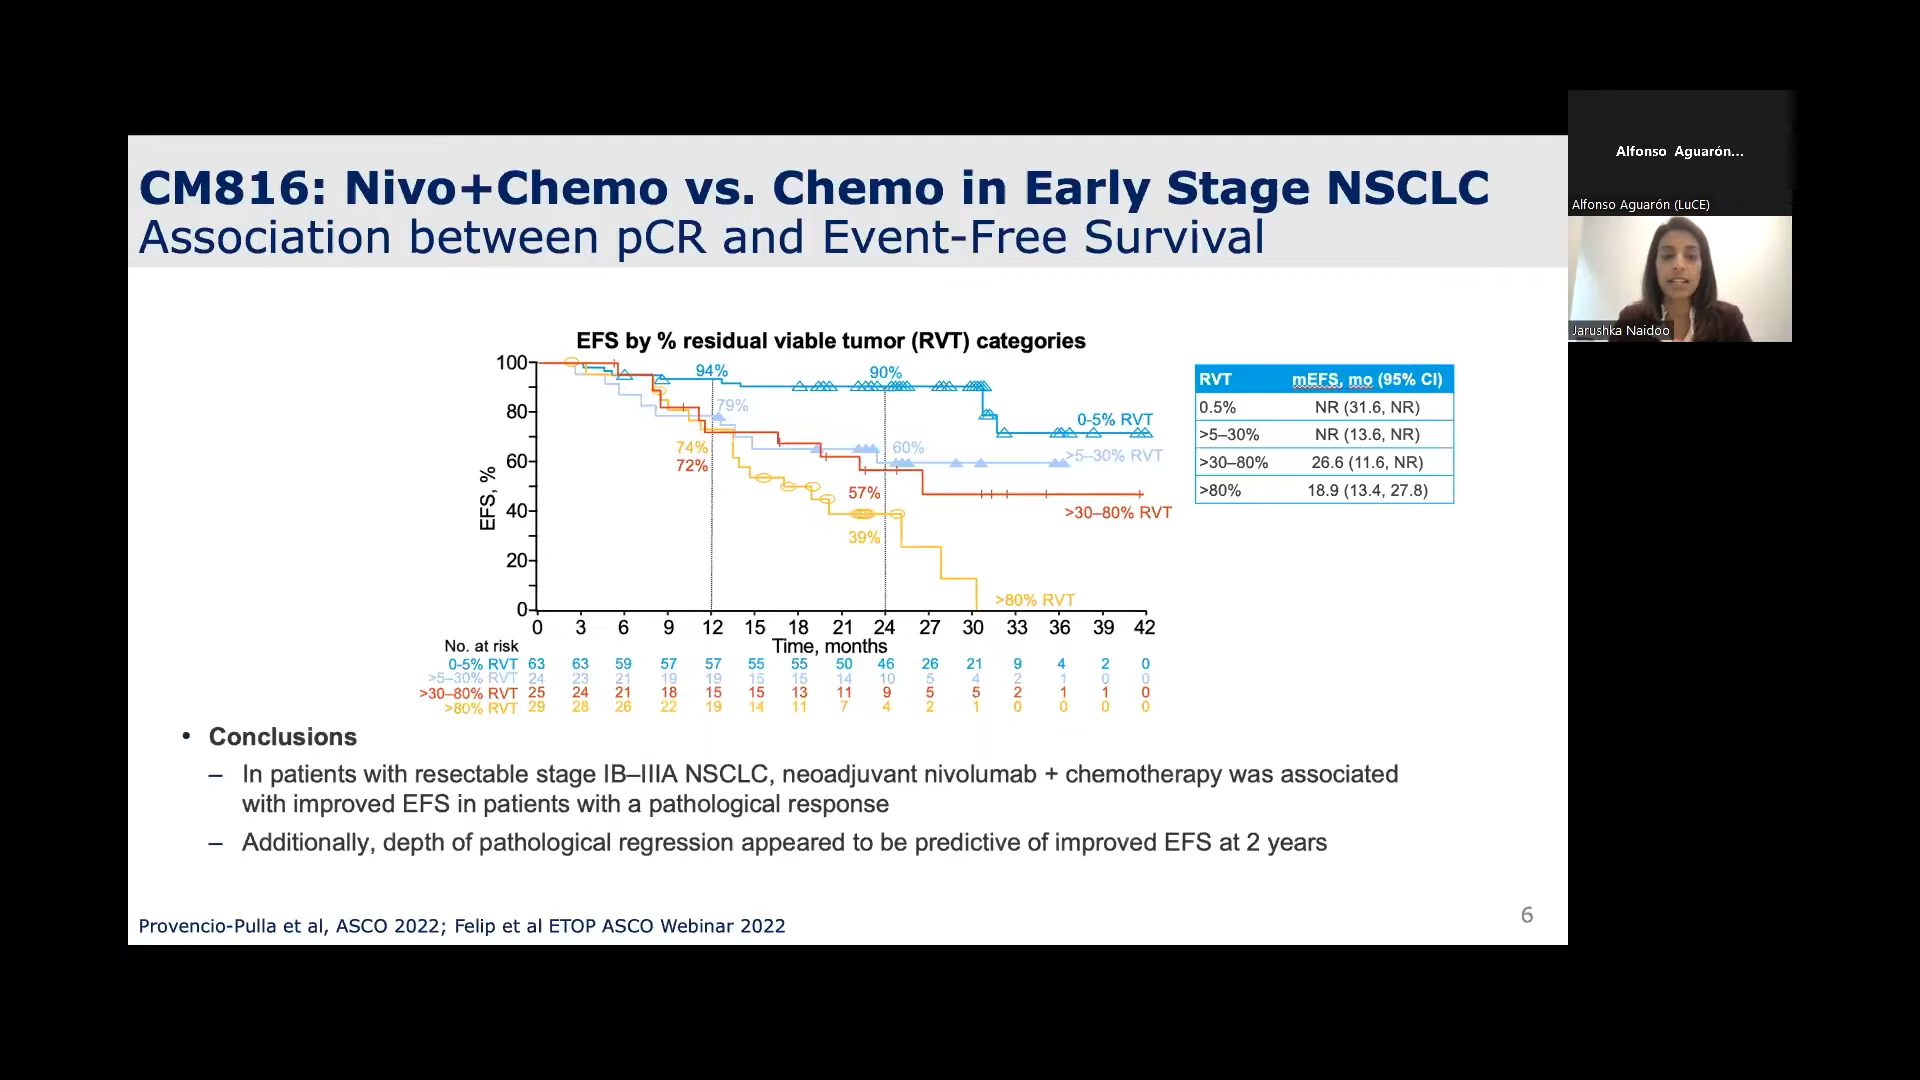 CM816: Nivo+Chemo vs. Chemo in Early Stage NSCLC
Association between pCR and Event-Free Survival
Alfonso Aguarón...
Alfonso Aguarón (LuCE)
Jarushka Naidoo
EFS by % residual viable tumor (RVT) categories
EFS, %
100
80
60
40
20
0
94%
90%
79%
74%
72%
60%
57%
39%
0-5% RVT
>5–30% RVT
>30–80% RVT
>80% RVT
0 3 6 9 12 15 18 21 24 27 30 33 36 39 42
Time, months
No. at risk
0-5% RVT 63 63 59 57 57 55 55 50 46 26 21 9 4 2 0
>5–30% RVT 24 23 21 19 19 15 15 14 10 5 4 2 1 0 0
>30–80% RVT 25 24 21 18 15 15 13 11 9 5 5 2 1 1 0
>80% RVT 29 28 26 22 19 14 11 7 4 2 1 0 0 0 0
RVT mEFS, mo (95% CI)
0.5% NR (31.6, NR)
>5–30% NR (13.6, NR)
>30–80% 26.6 (11.6, NR)
>80% 18.9 (13.4, 27.8)
• Conclusions
– In patients with resectable stage IB–IIIA NSCLC, neoadjuvant nivolumab + chemotherapy was associated
with improved EFS in patients with a pathological response
– Additionally, depth of pathological regression appeared to be predictive of improved EFS at 2 years
Provencio-Pulla et al, ASCO 2022; Felip et al ETOP ASCO Webinar 2022
6